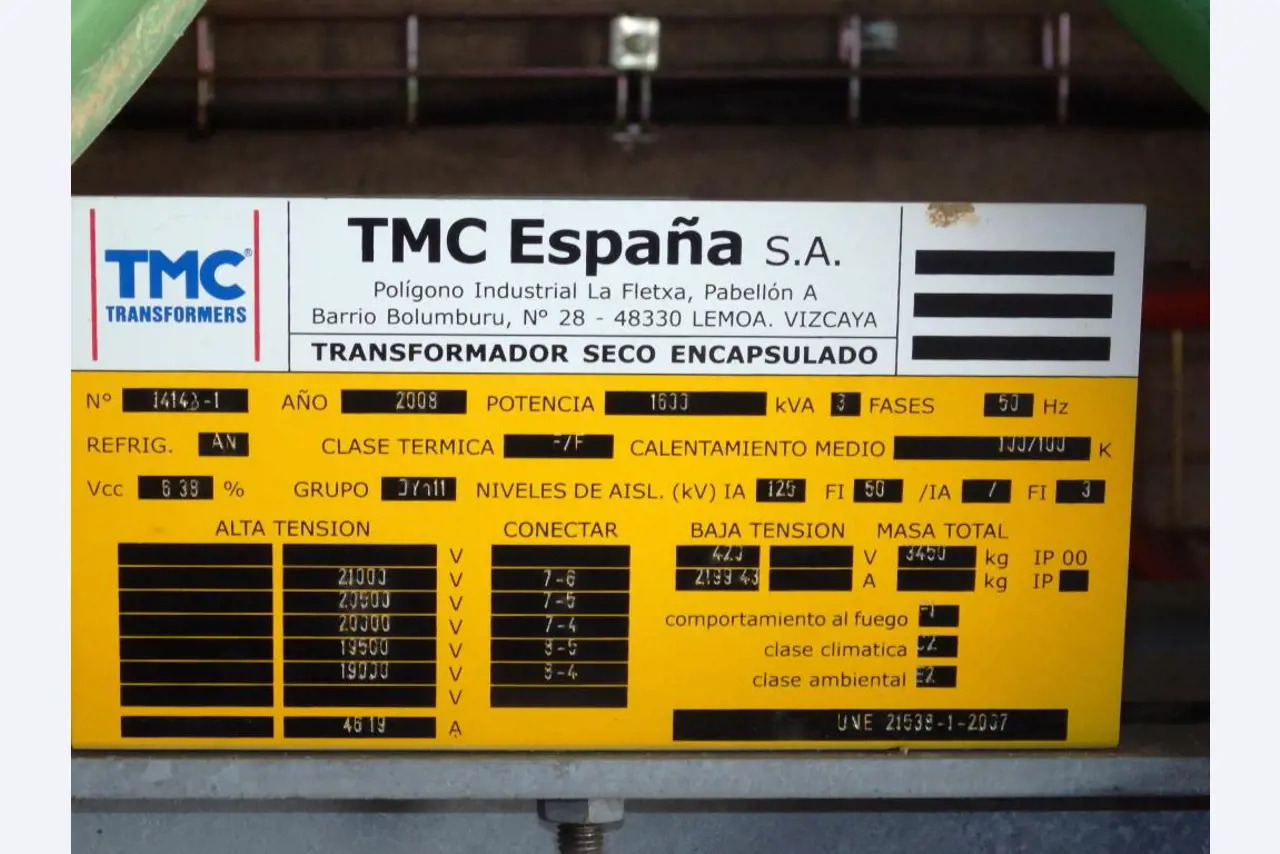 TMC®
TRANSFORMERS
TMC España S.A.
Polígono Industrial La Fletxa, Pabellón A
Barrio Bolumburu, Nº 28 - 48330 LEMOA. VIZCAYA
TRANSFORMADOR SECO ENCAPSULADO
Nº AÑO 2008 POTENCIA 1600 kVA 3 FASES 50 Hz
REFRIG. AN CLASE TERMICA F/F CALENTAMIENTO MEDIO 100/100 K
Vcc 6 38 % GRUPO DYn11 NIVELES DE AISL. (kV) IA 125 FI 50 /IA / FI 3
ALTA TENSION CONECTAR BAJA TENSION MASA TOTAL
V 420 V 3450 kg IP 00
21000 V 7-6 2199 43 A kg IP
20500 V 7-5
20000 V 7-4
19500 V 8-5
19000 V 8-4
V
46 19 A
comportamiento al fuego F1
clase climatica C2
clase ambiental E2
UNE 21538-1-2007